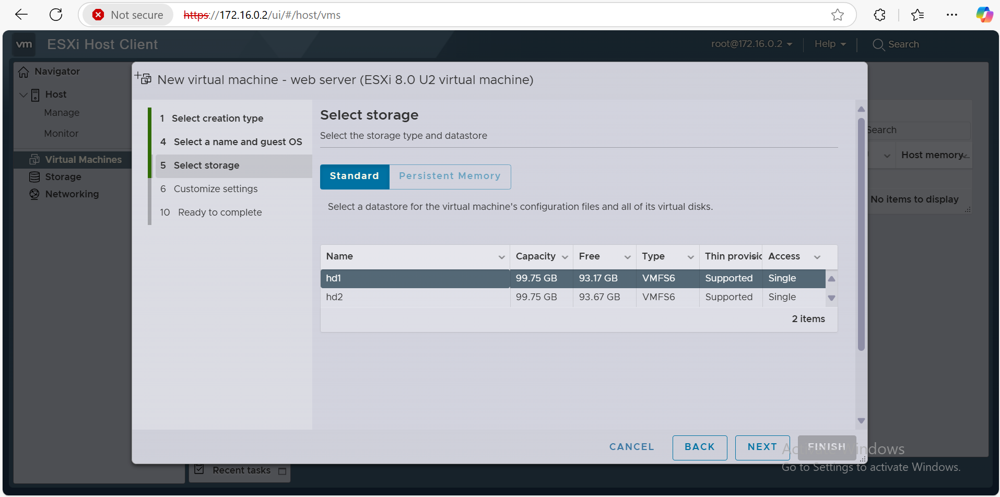 Not secure
https://172.16.0.2/ui/#/host/vms
vm ESXi Host Client
root@172.16.0.2
Help
Search
Navigator
Host
Manage
Monitor
Virtual Machines
Storage
Networking
New virtual machine - web server (ESXi 8.0 U2 virtual machine)
1 Select creation type
4 Select a name and guest OS
5 Select storage
6 Customize settings
10 Ready to complete
Select storage
Select the storage type and datastore
Standard
Persistent Memory
Select a datastore for the virtual machine's configuration files and all of its virtual disks.
Name Capacity Free Type Thin provisic Access
hd1 99.75 GB 93.17 GB VMFS6 Supported Single
hd2 99.75 GB 93.67 GB VMFS6 Supported Single
2 items
CANCEL
BACK
NEXT
FINISH
Search
Host memory...
No items to display
Recent tasks
Activate Windows
Go to Settings to activate Windows.